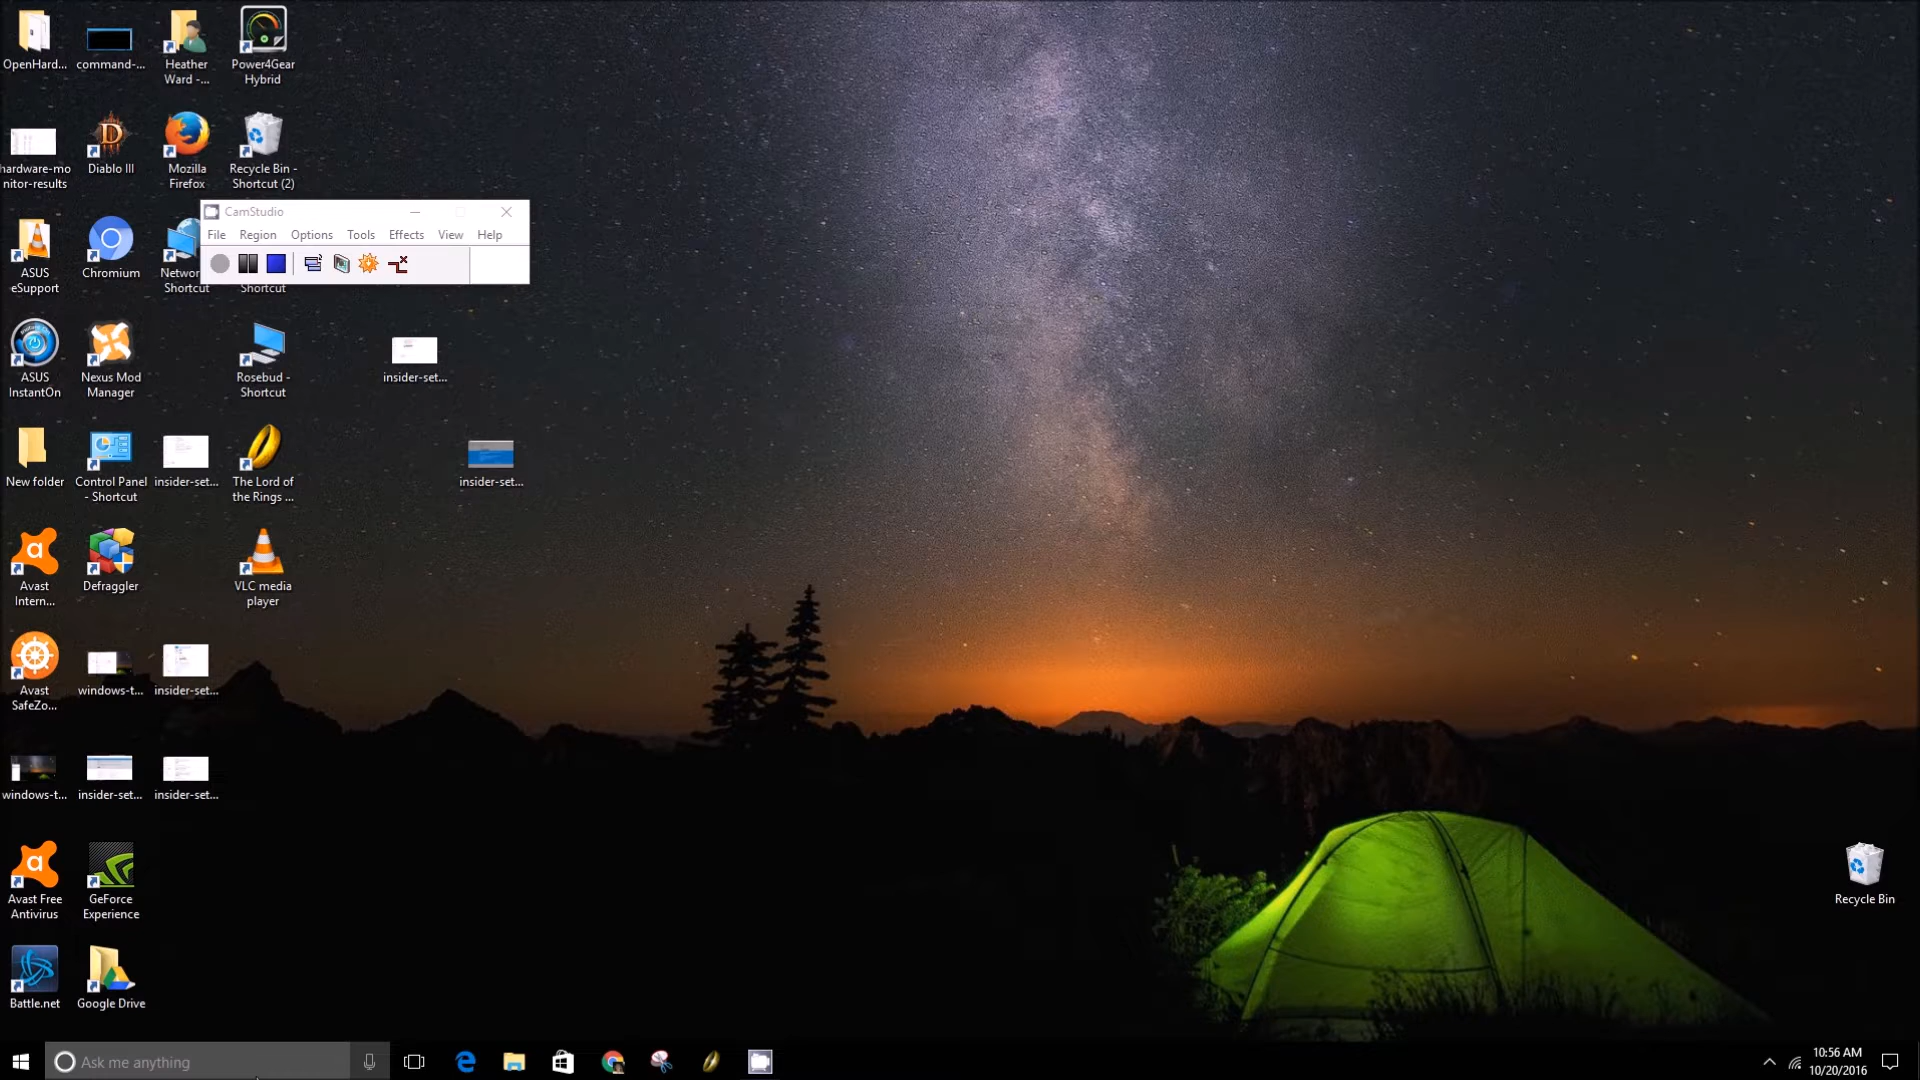 OpenHard...
command-...
Heather
Ward -...
Power4Gear
Hybrid
hardware-mo
nitor-results
Diablo III
Mozilla
Firefox
Recycle Bin -
Shortcut (2)
CamStudio
File Region Options Tools Effects View Help
ASUS
eSupport
Chromium
Networ
Shortcut
Shortcut
ASUS
InstantOn
Nexus Mod
Manager
Rosebud -
Shortcut
insider-set...
New folder
Control Panel
- Shortcut
insider-set...
The Lord of
the Rings ...
insider-set...
Avast
Intern...
Defraggler
VLC media
player
Avast
SafeZo...
windows-t...
insider-set...
windows-t...
insider-set...
insider-set...
Avast Free
Antivirus
GeForce
Experience
Recycle Bin
Battle.net
Google Drive
Ask me anything
10:56 AM
10/20/2016